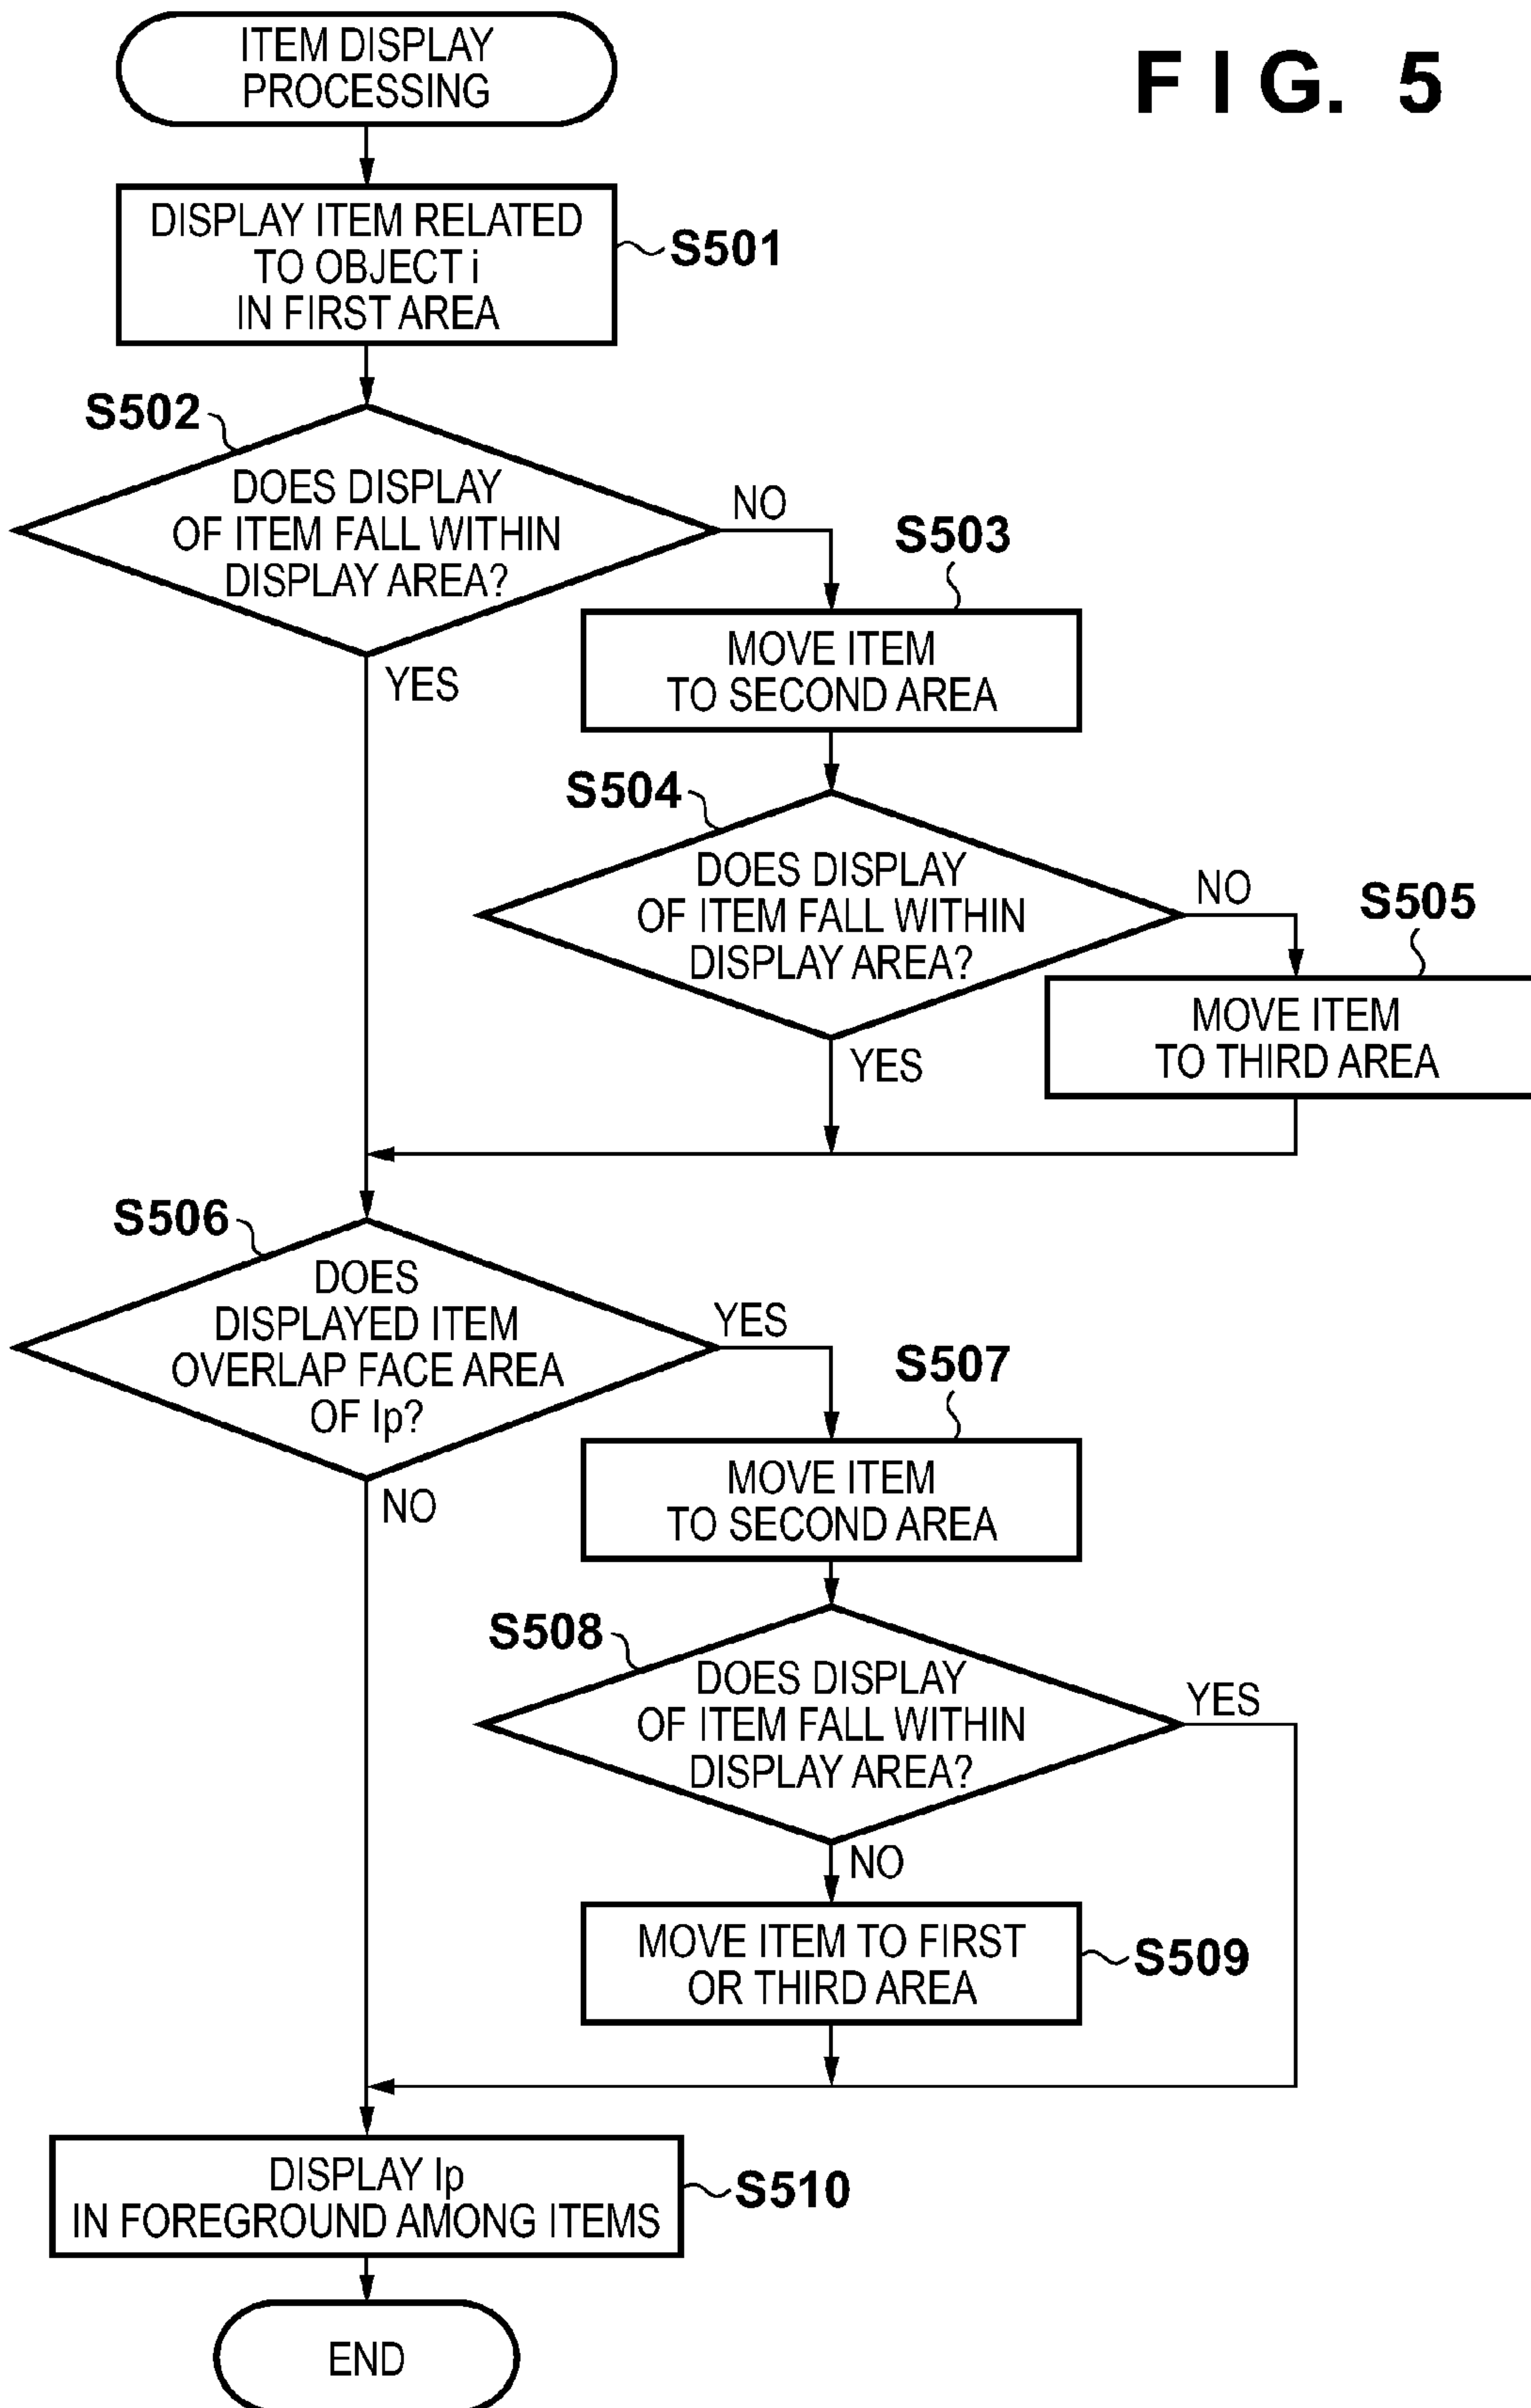 FIG. 5
ITEM DISPLAY
PROCESSING
DISPLAY ITEM RELATED
TO OBJECT i
IN FIRST AREA
S501
S502
DOES DISPLAY
OF ITEM FALL WITHIN
DISPLAY AREA?
NO
YES
S503
MOVE ITEM
TO SECOND AREA
S504
DOES DISPLAY
OF ITEM FALL WITHIN
DISPLAY AREA?
NO
YES
S505
MOVE ITEM
TO THIRD AREA
S506
DOES
DISPLAYED ITEM
OVERLAP FACE AREA
OF Ip?
YES
NO
S507
MOVE ITEM
TO SECOND AREA
S508
DOES DISPLAY
OF ITEM FALL WITHIN
DISPLAY AREA?
YES
NO
MOVE ITEM TO FIRST
OR THIRD AREA
S509
DISPLAY Ip
IN FOREGROUND AMONG ITEMS
S510
END